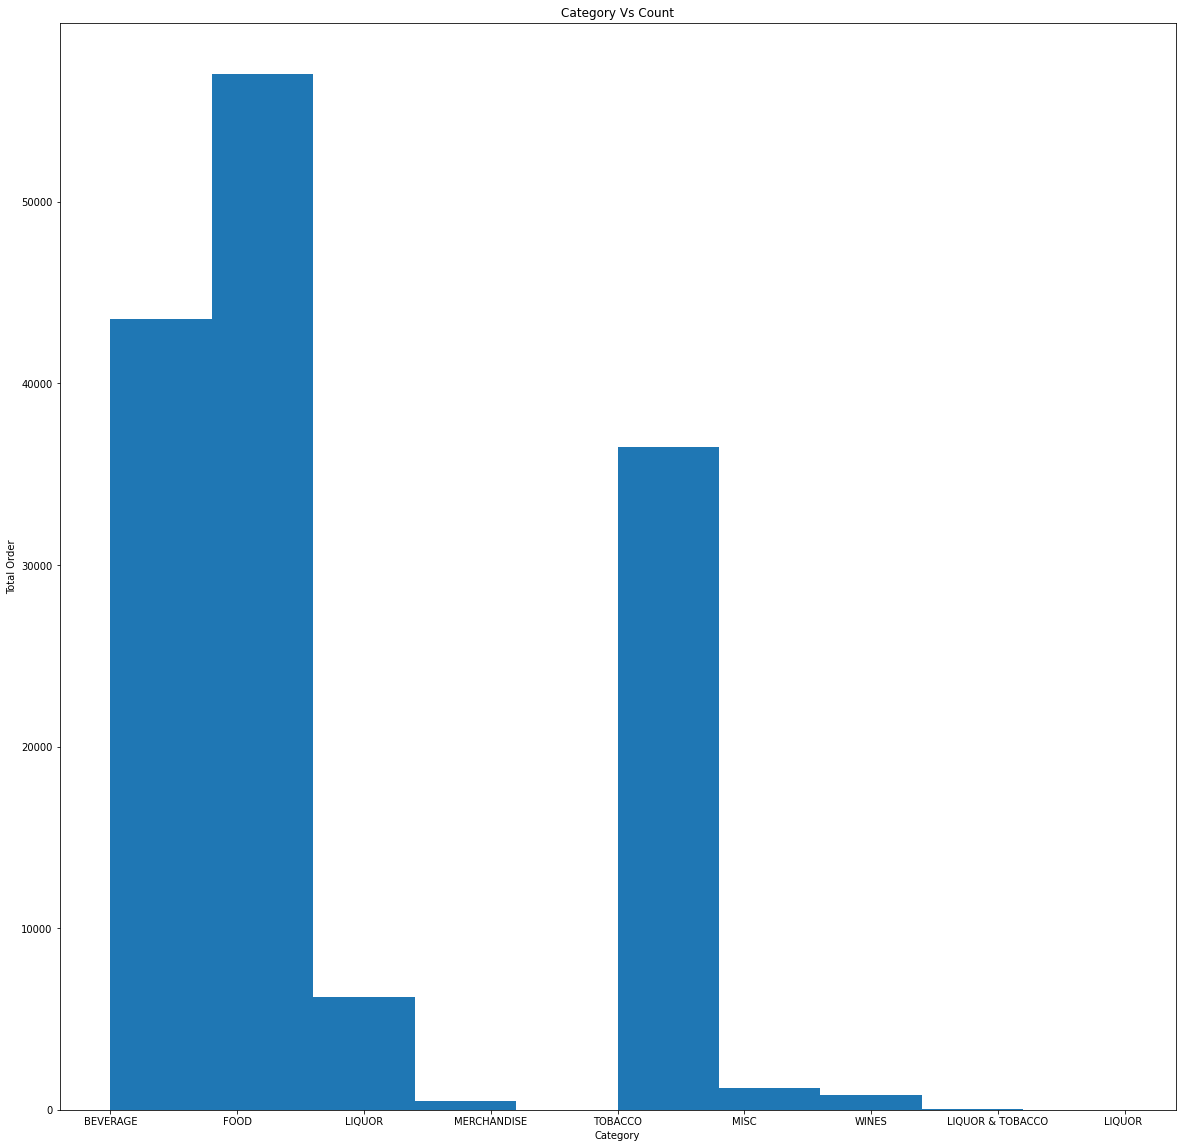 Category Vs Count
Total Order
50000
40000
30000
20000
10000
0
BEVERAGE FOOD LIQUOR MERCHANDISE TOBACCO MISC WINES LIQUOR & TOBACCO LIQUOR
Category